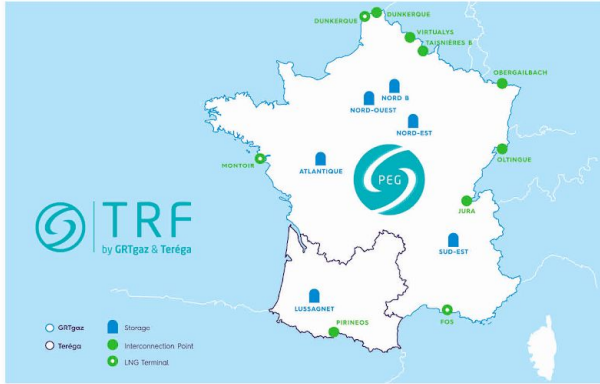 DUNKERQUE
DUNKERQUE
VIRTUALYS
TAISNIÈRES B
OBERGAILBACH
NORD B
NORD-OUEST
NORD-EST
OLTINGUE
MONTOIR
ATLANTIQUE
PEG
JURA
TRF
by GRTgaz & Teréga
SUD-EST
LUSSAGNET
PIRINEOS
FOS
GRTgaz
Storage
Teréga
Interconnection Point
LNG Terminal